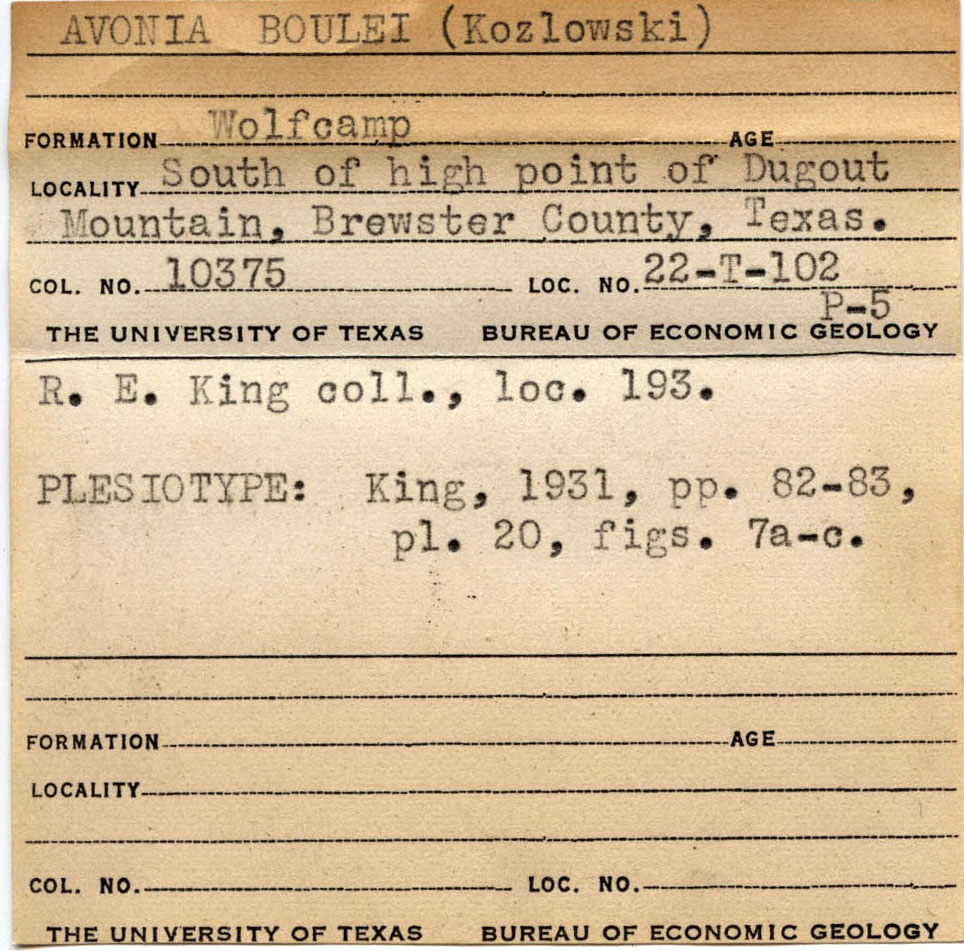 AVONIA BOULEI (Kozlowski)
FORMATION Wolfcamp AGE
LOCALITY South of high point of Dugout
Mountain, Brewster County, Texas.
COL. NO. 10375 LOC. NO. 22-T-102
P-5
THE UNIVERSITY OF TEXAS BUREAU OF ECONOMIC GEOLOGY
R. E. King coll., loc. 193.
PLESIOTYPE: King, 1931, pp. 82-83,
pl. 20, figs. 7a-c.
FORMATION AGE
LOCALITY
COL. NO. LOC. NO.
THE UNIVERSITY OF TEXAS BUREAU OF ECONOMIC GEOLOGY